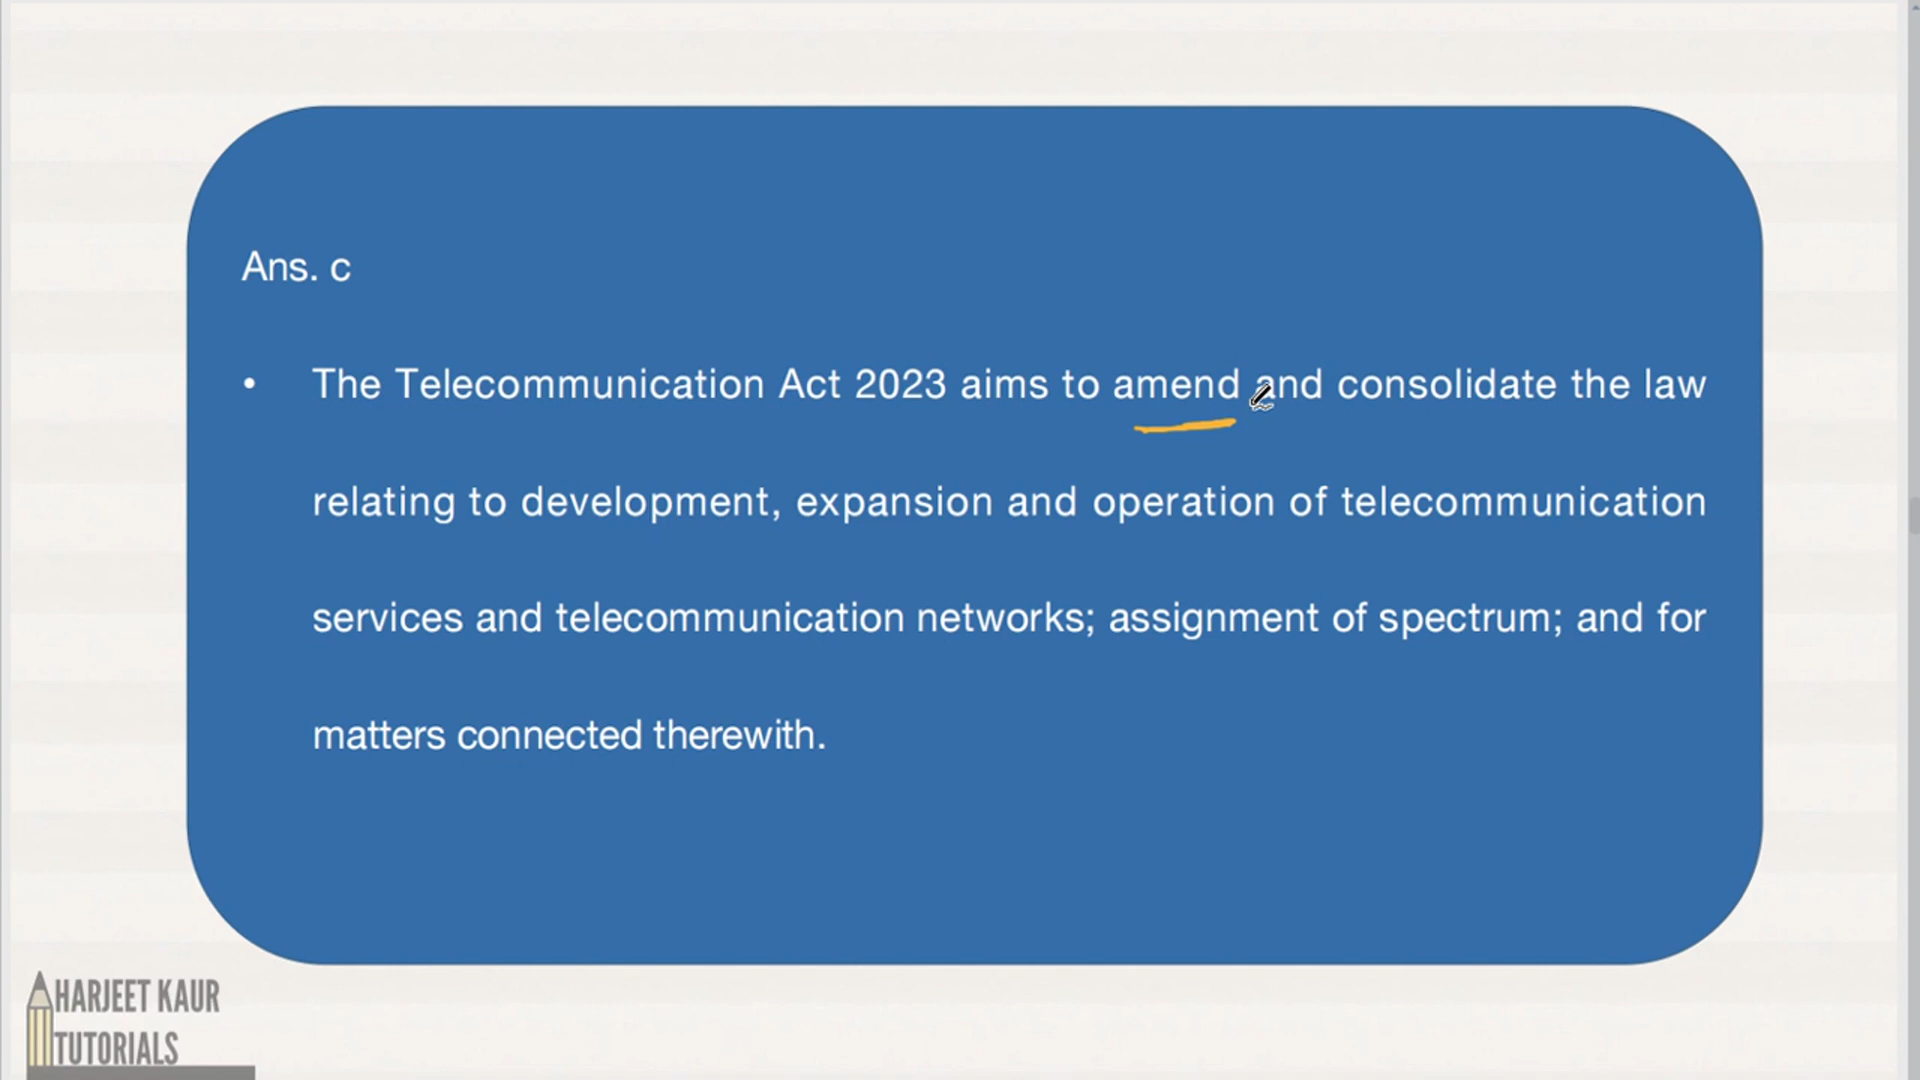 Ans. c
• The Telecommunication Act 2023 aims to amend and consolidate the law
relating to development, expansion and operation of telecommunication
services and telecommunication networks; assignment of spectrum; and for
matters connected therewith.
HARJEET KAUR
TUTORIALS